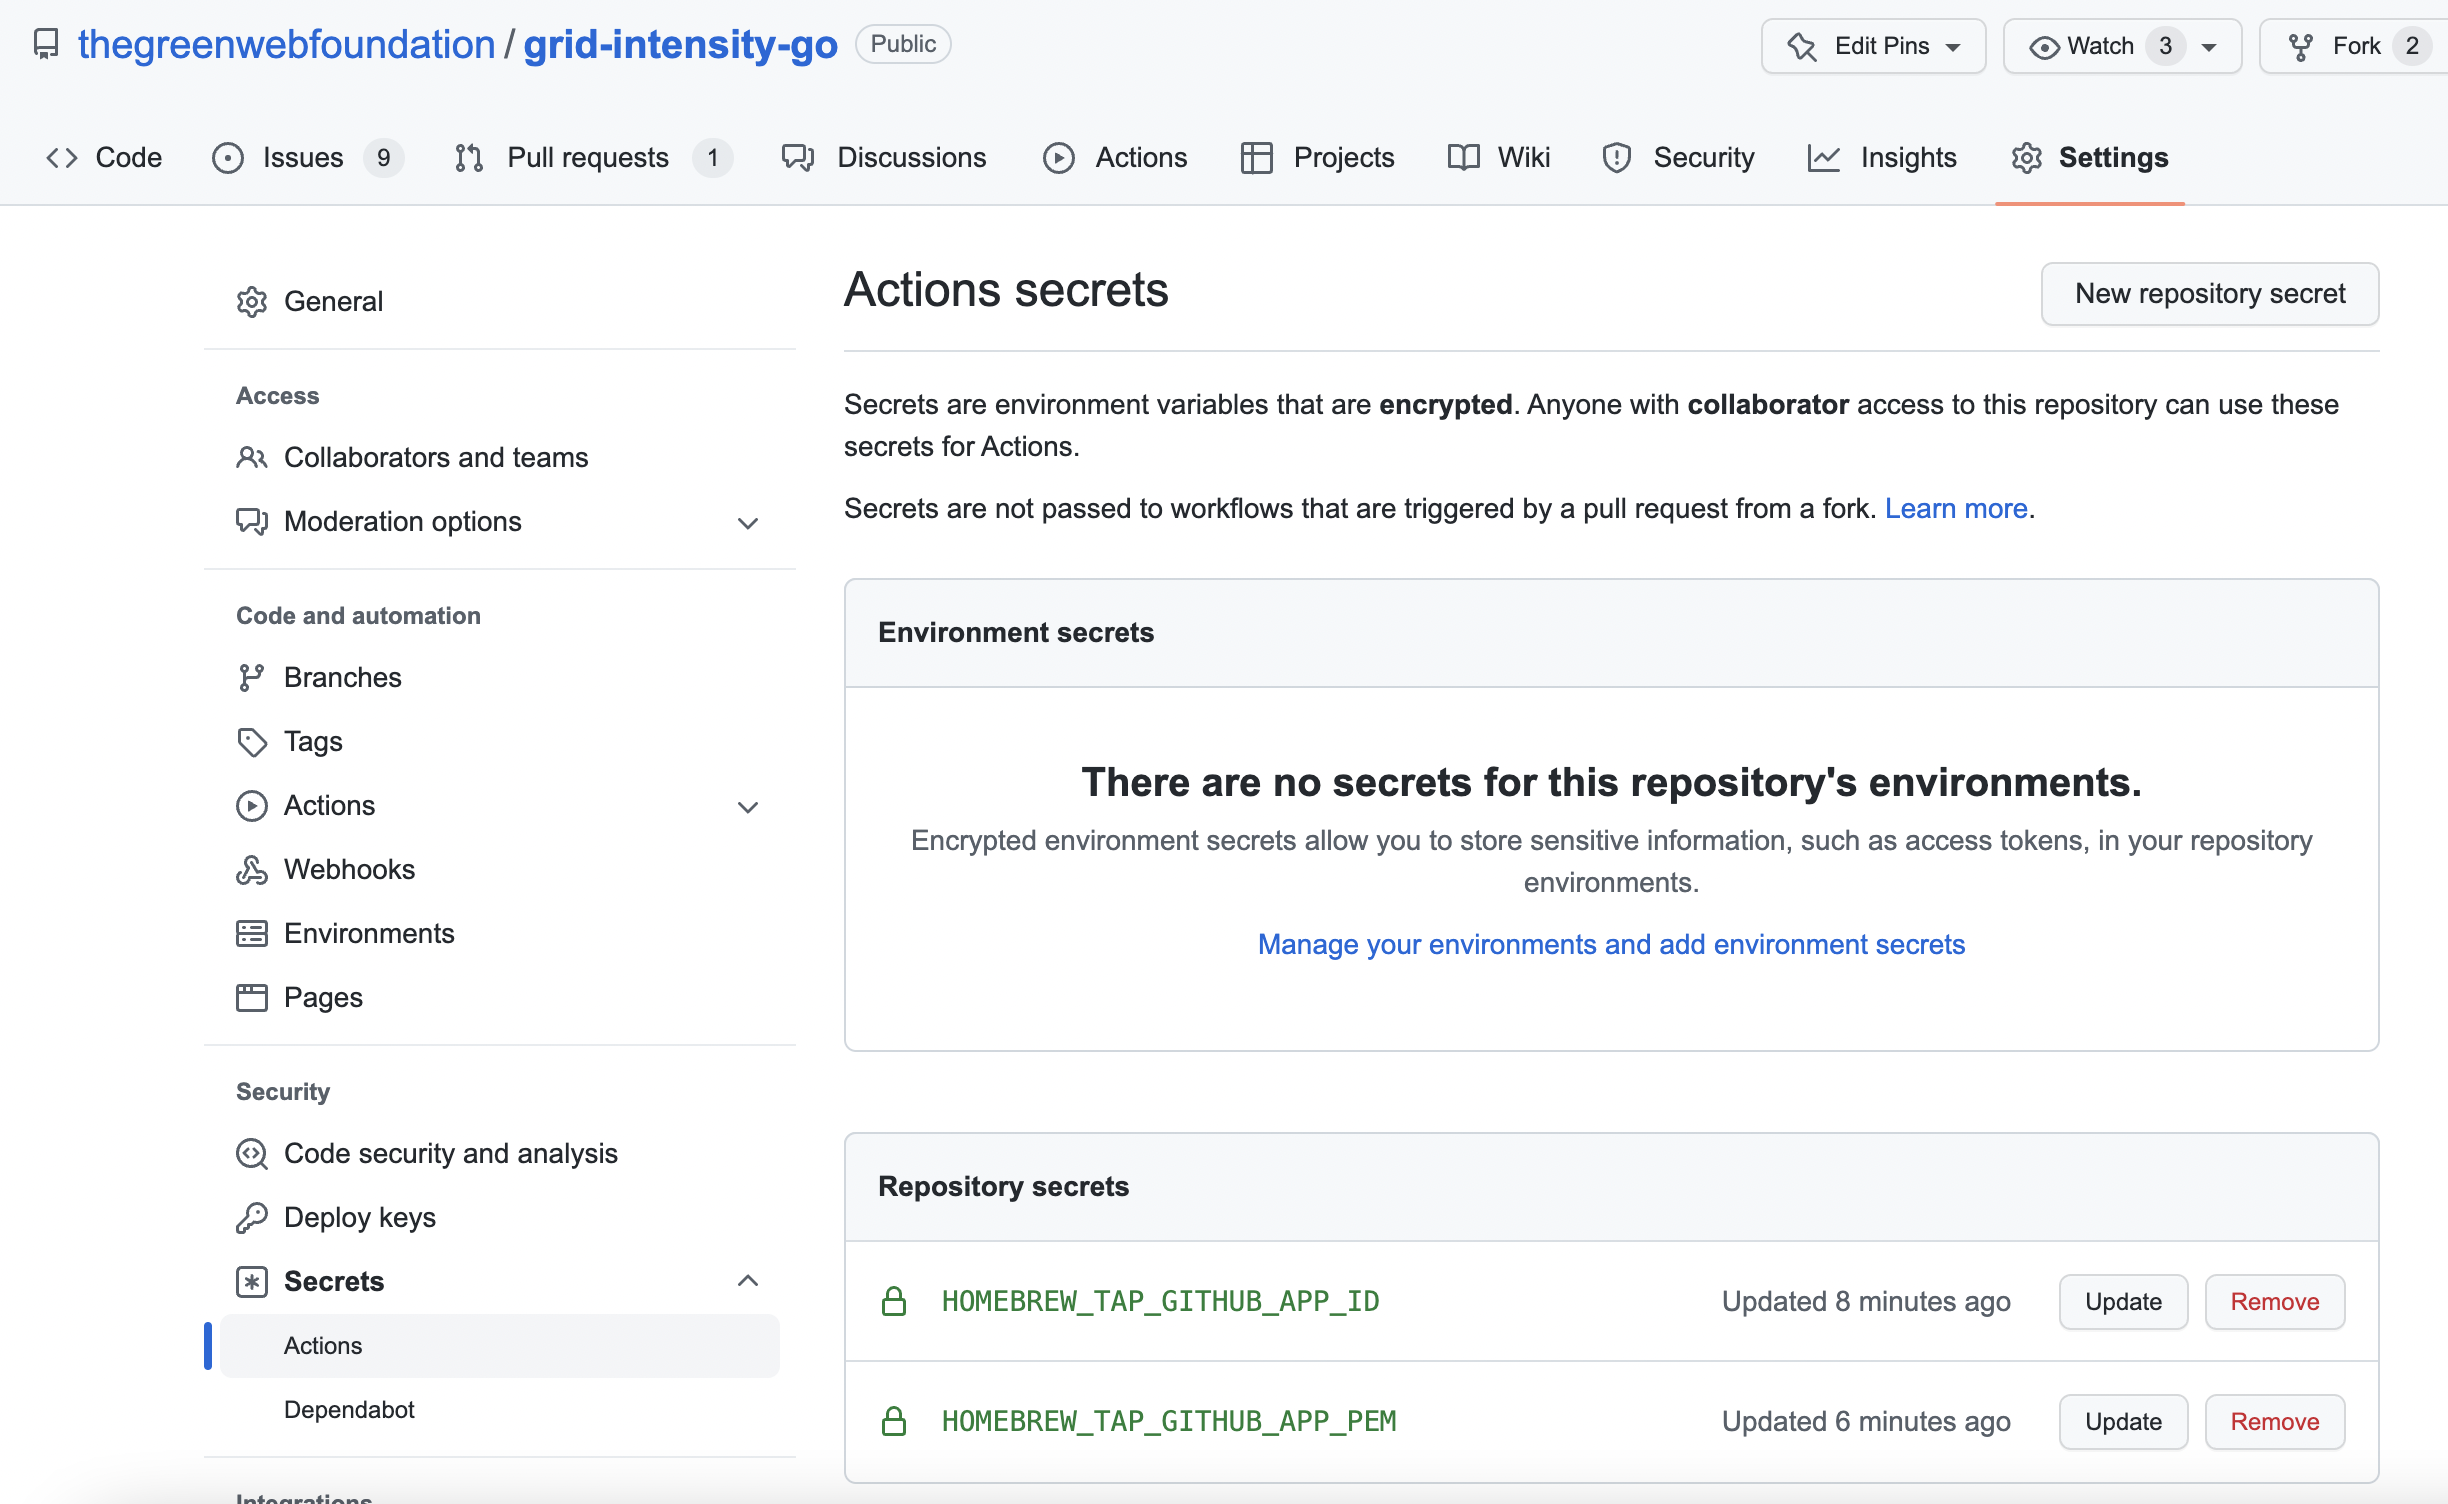 thegreenwebfoundation / grid-intensity-go Public
Edit Pins Watch 3 Fork 2
Code Issues 9 Pull requests 1 Discussions Actions Projects Wiki Security Insights Settings
General
Access
Collaborators and teams
Moderation options
Code and automation
Branches
Tags
Actions
Webhooks
Environments
Pages
Security
Code security and analysis
Deploy keys
Secrets
Actions
Dependabot
Integrations
Actions secrets
New repository secret
Secrets are environment variables that are encrypted. Anyone with collaborator access to this repository can use these
secrets for Actions.
Secrets are not passed to workflows that are triggered by a pull request from a fork. Learn more.
Environment secrets
There are no secrets for this repository's environments.
Encrypted environment secrets allow you to store sensitive information, such as access tokens, in your repository
environments.
Manage your environments and add environment secrets
Repository secrets
HOMEBREW_TAP_GITHUB_APP_ID Updated 8 minutes ago Update Remove
HOMEBREW_TAP_GITHUB_APP_PEM Updated 6 minutes ago Update Remove